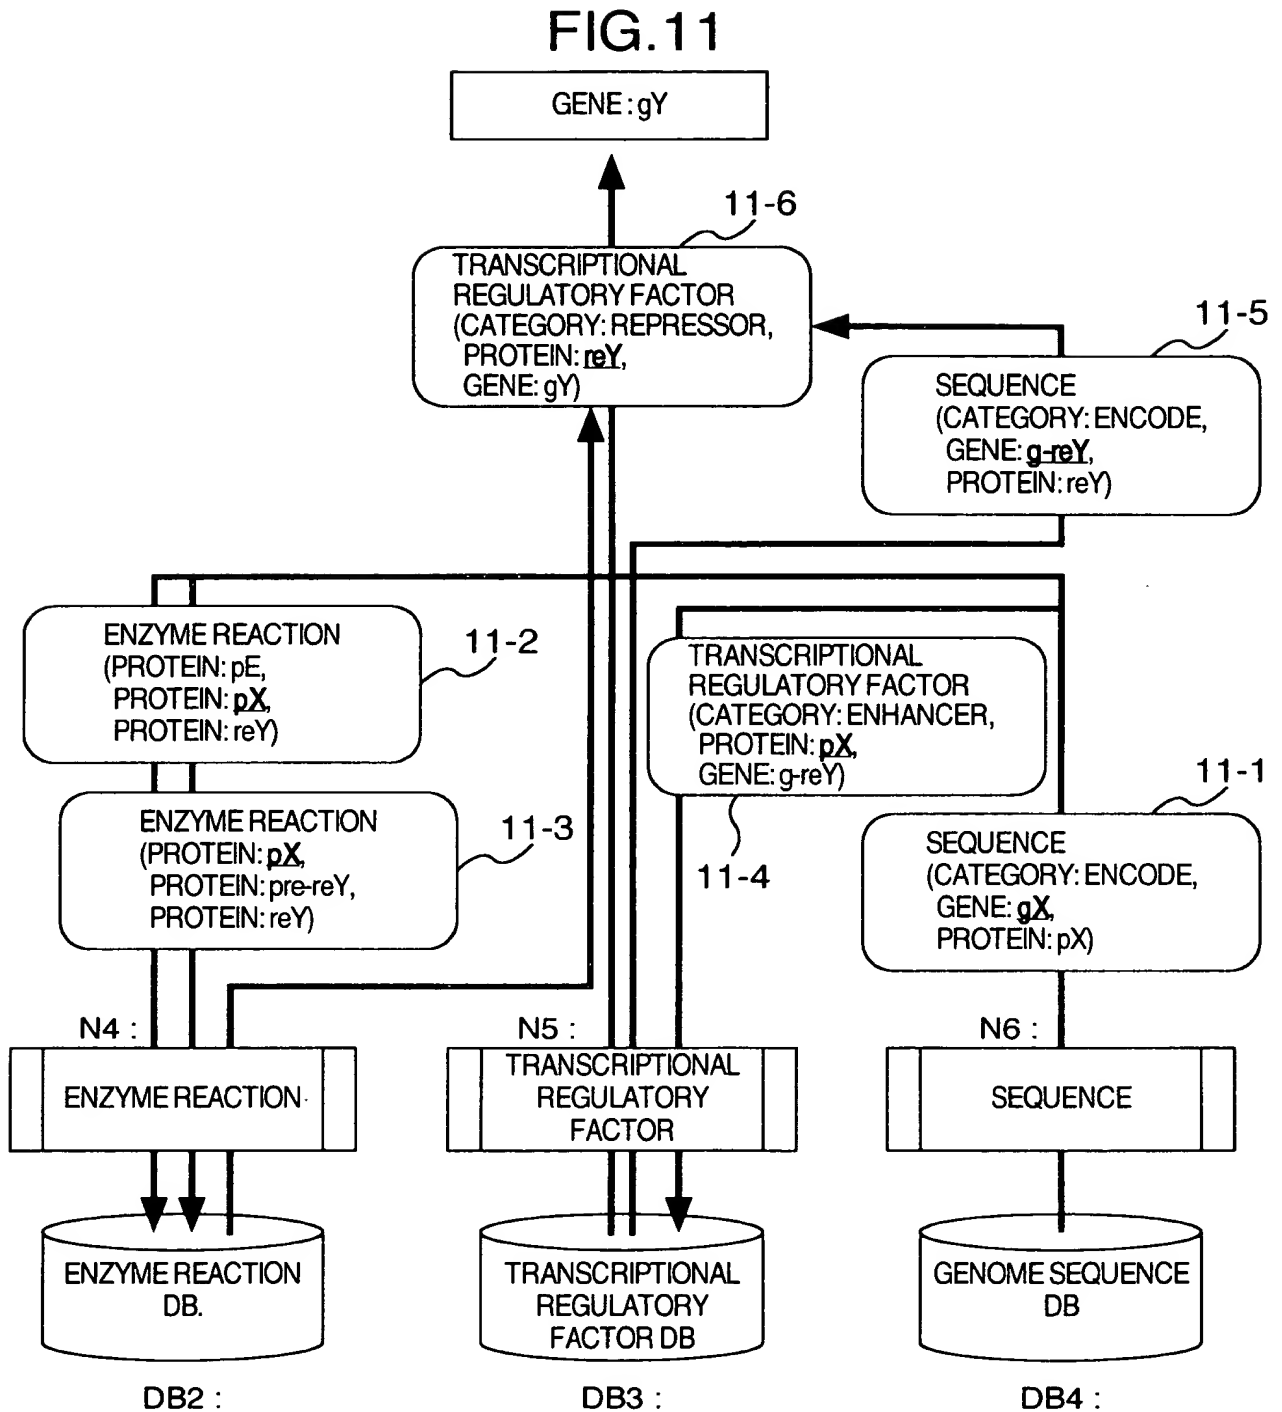 FIG.11
GENE:gY
11-6
TRANSCRIPTIONAL
REGULATORY FACTOR
(CATEGORY: REPRESSOR,
PROTEIN: reY,
GENE: gY)
11-5
SEQUENCE
(CATEGORY: ENCODE,
GENE: g-reY,
PROTEIN: reY)
ENZYME REACTION
(PROTEIN: pE,
PROTEIN: pX,
PROTEIN: reY)
11-2
TRANSCRIPTIONAL
REGULATORY FACTOR
(CATEGORY: ENHANCER,
PROTEIN: pX,
GENE: g-reY)
11-4
ENZYME REACTION
(PROTEIN: pX,
PROTEIN: pre-reY,
PROTEIN: reY)
11-3
11-1
SEQUENCE
(CATEGORY: ENCODE,
GENE: gX,
PROTEIN: pX)
N4 :
ENZYME REACTION
N5 :
TRANSCRIPTIONAL
REGULATORY
FACTOR
N6 :
SEQUENCE
ENZYME REACTION
DB.
TRANSCRIPTIONAL
REGULATORY
FACTOR DB
GENOME SEQUENCE
DB
DB2 :
DB3 :
DB4 :